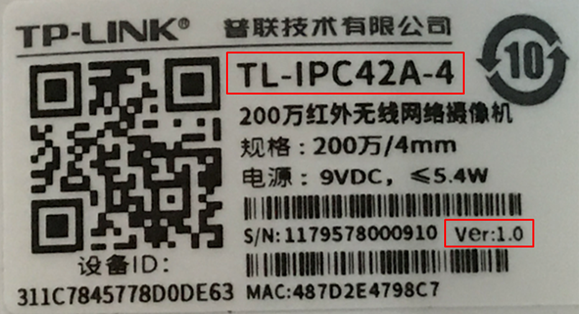 TP-LINK® 普联技术有限公司
10
TL-IPC42A-4
200万红外无线网络摄像机
规格：200万/4mm
电源：9VDC，≤5.4W
S/N:1179578000910 Ver:1.0
设备ID：
311C7845778D0DE63 MAC:487D2E4798C7